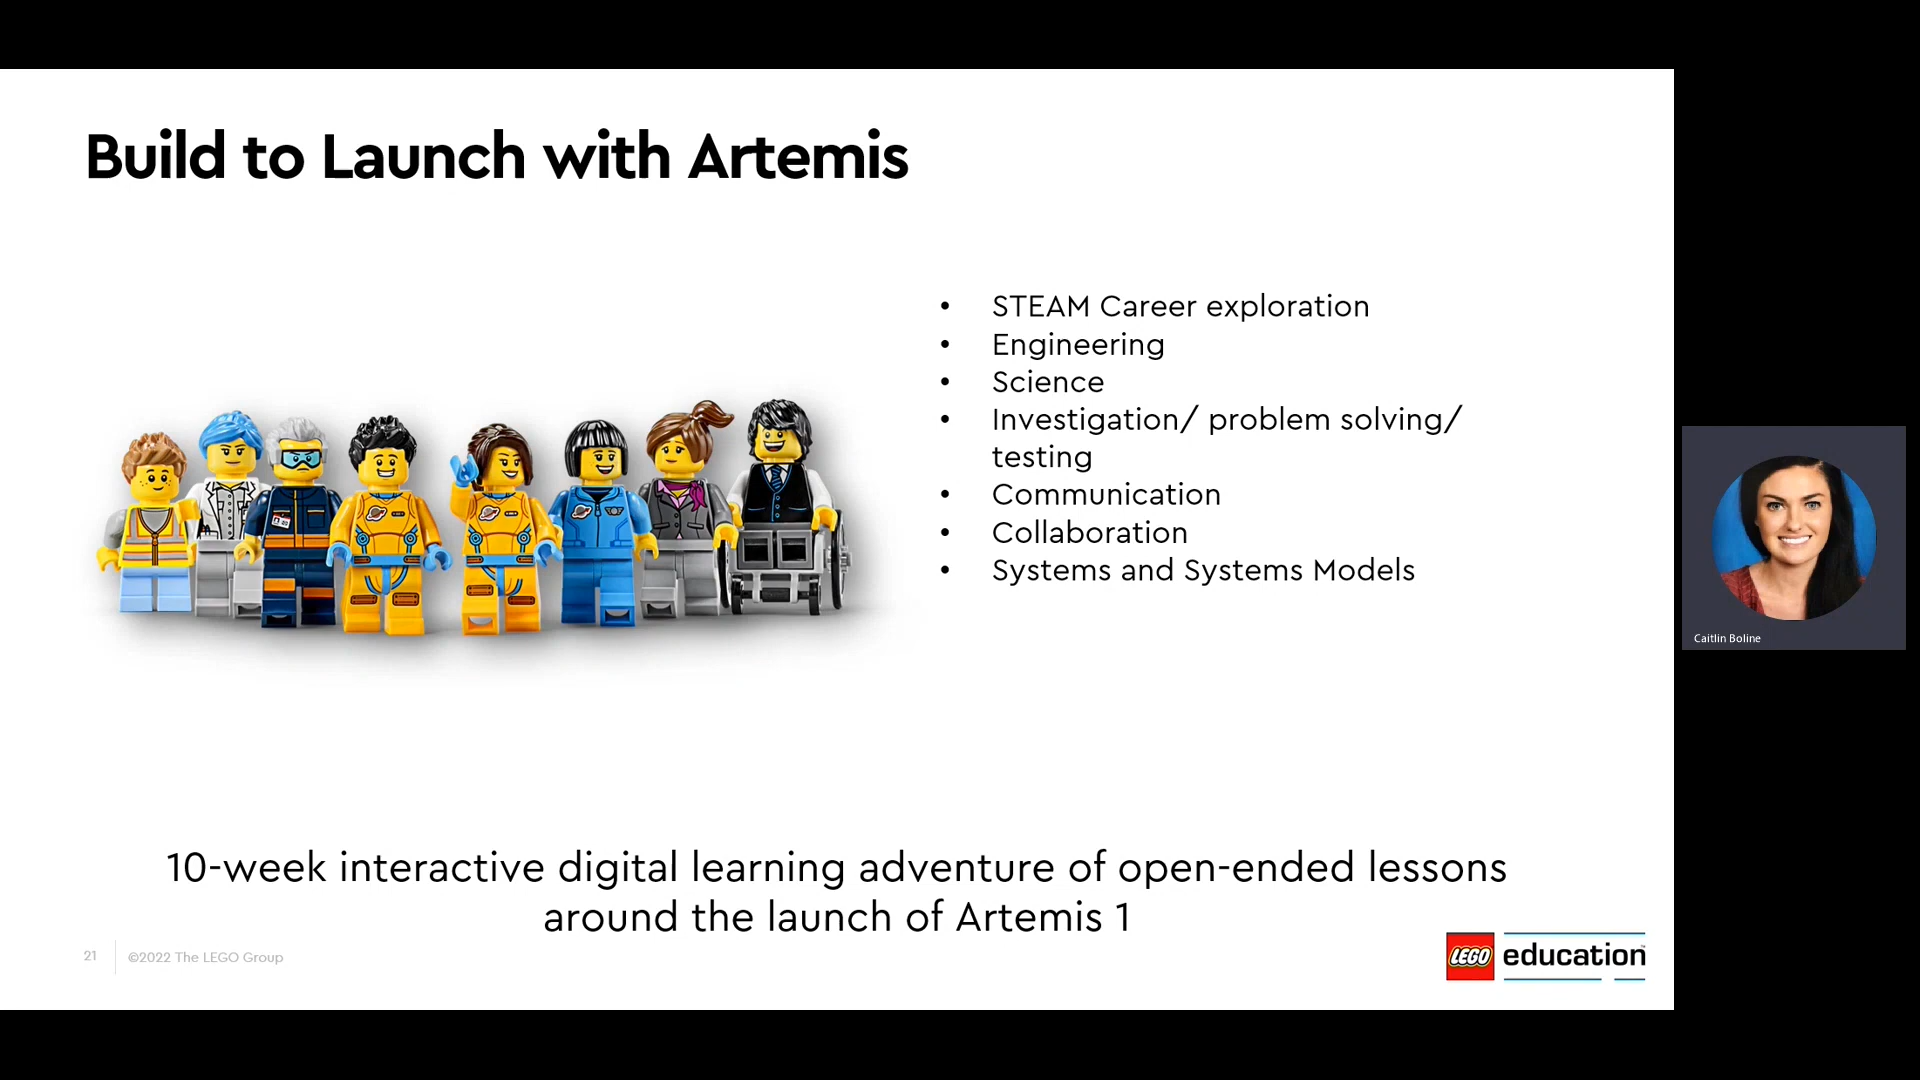 Build to Launch with Artemis
• STEAM Career exploration
• Engineering
• Science
• Investigation/ problem solving/
testing
• Communication
• Collaboration
• Systems and Systems Models
Caitlin Boline
10-week interactive digital learning adventure of open-ended lessons
around the launch of Artemis 1
21
©2022 The LEGO Group
LEGO education